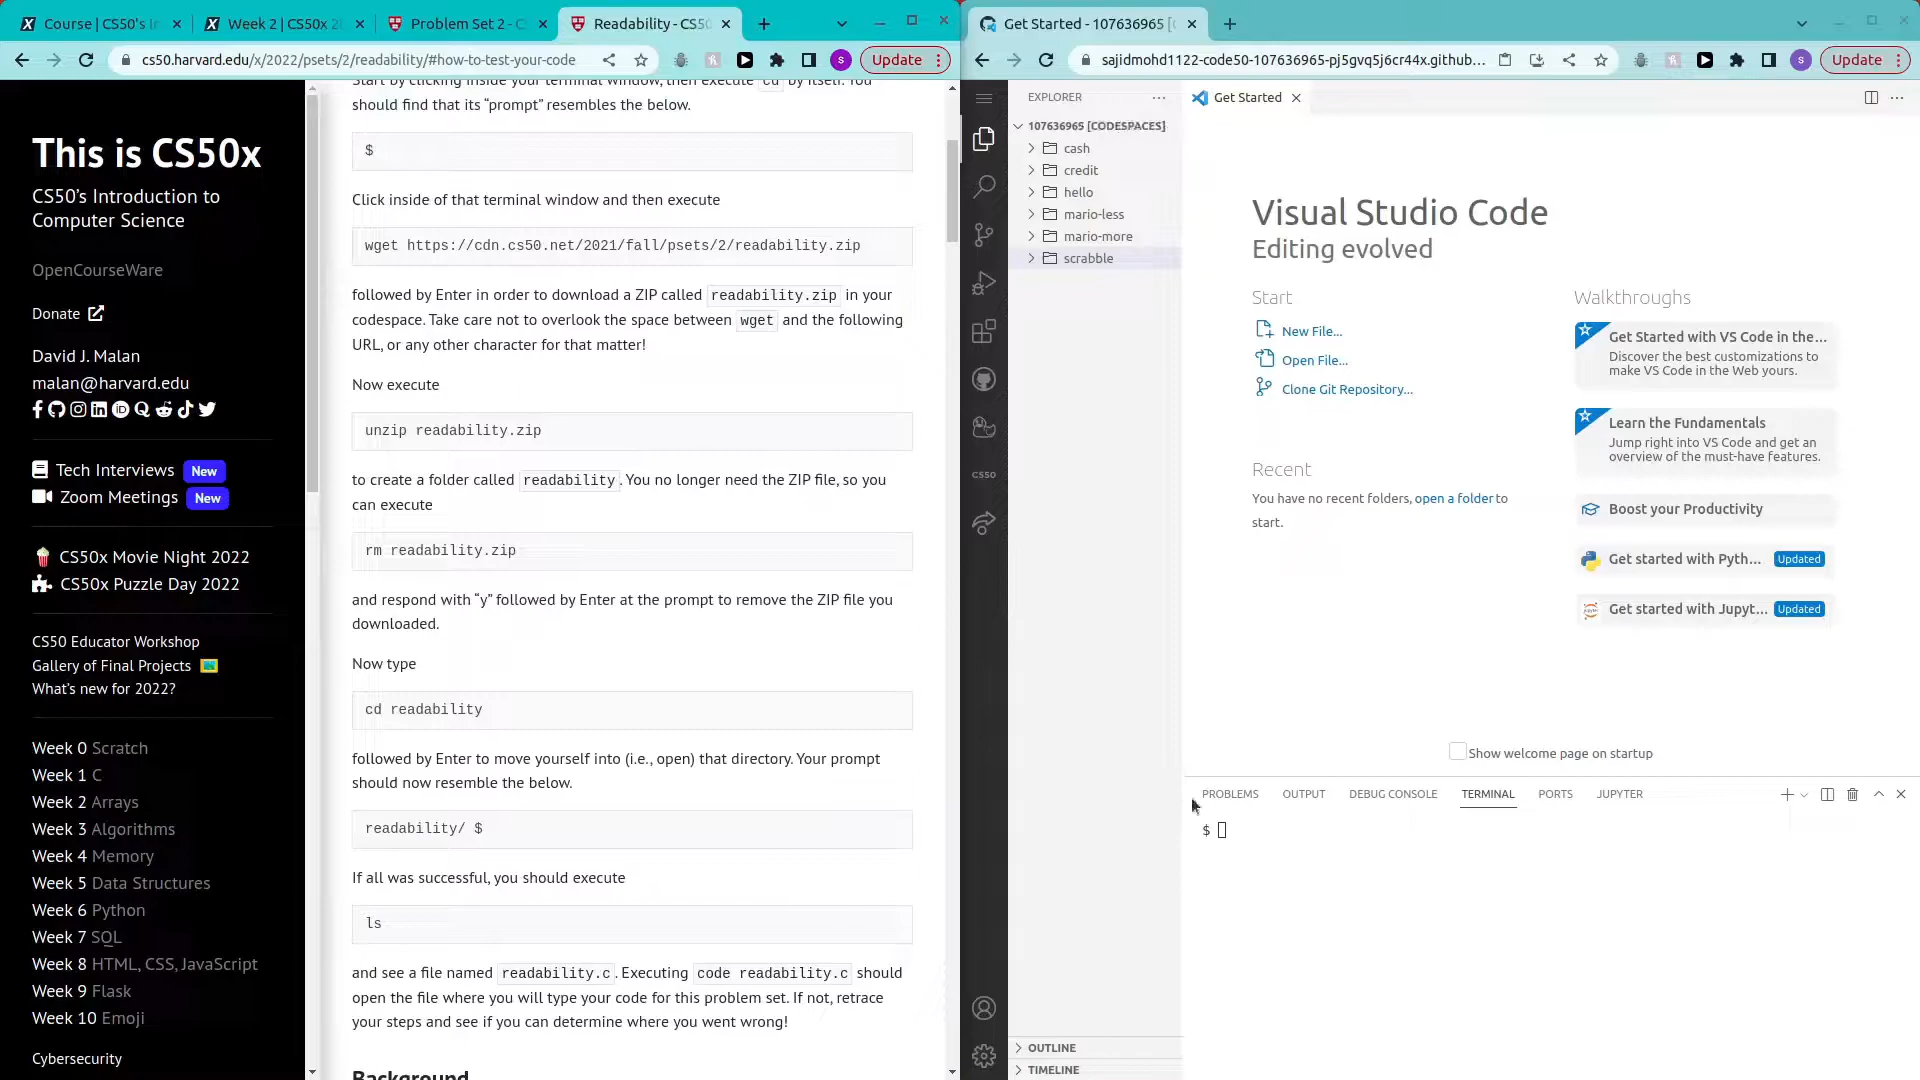 Course | CS50's I
Week 2 | CS50x 2
Problem Set 2 - C
Readability - CS50
cs50.harvard.edu/x/2022/psets/2/readability/#how-to-test-your-code
S
Update
This is CS50x
CS50's Introduction to
Computer Science
OpenCourseWare
Donate
David J. Malan
malan@harvard.edu
Tech Interviews New
Zoom Meetings New
CS50x Movie Night 2022
CS50x Puzzle Day 2022
CS50 Educator Workshop
Gallery of Final Projects
What's new for 2022?
Week 0 Scratch
Week 1 C
Week 2 Arrays
Week 3 Algorithms
Week 4 Memory
Week 5 Data Structures
Week 6 Python
Week 7 SQL
Week 8 HTML, CSS, JavaScript
Week 9 Flask
Week 10 Emoji
Cybersecurity
Start by clicking inside your terminal window, then execute cd by itself. You
should find that its “prompt” resembles the below.
$
Click inside of that terminal window and then execute
wget https://cdn.cs50.net/2021/fall/psets/2/readability.zip
followed by Enter in order to download a ZIP called readability.zip in your
codespace. Take care not to overlook the space between wget and the following
URL, or any other character for that matter!
Now execute
unzip readability.zip
to create a folder called readability. You no longer need the ZIP file, so you
can execute
rm readability.zip
and respond with “y” followed by Enter at the prompt to remove the ZIP file you
downloaded.
Now type
cd readability
followed by Enter to move yourself into (i.e., open) that directory. Your prompt
should now resemble the below.
readability/ $
If all was successful, you should execute
ls
and see a file named readability.c. Executing code readability.c should
open the file where you will type your code for this problem set. If not, retrace
your steps and see if you can determine where you went wrong!
Background
Get Started - 107636965 [C
sajidmohd1122-code50-107636965-pj5gvq5j6cr44x.github...
S
Update
EXPLORER
107636965 [CODESPACES]
cash
credit
hello
mario-less
mario-more
scrabble
CS50
OUTLINE
TIMELINE
Get Started
Visual Studio Code
Editing evolved
Start
New File...
Open File...
Clone Git Repository...
Recent
You have no recent folders, open a folder to
start.
Walkthroughs
Get Started with VS Code in the...
Discover the best customizations to
make VS Code in the Web yours.
Learn the Fundamentals
Jump right into VS Code and get an
overview of the must-have features.
Boost your Productivity
Get started with Pyth... Updated
Get started with Jupyt... Updated
Show welcome page on startup
PROBLEMS OUTPUT DEBUG CONSOLE TERMINAL PORTS JUPYTER
$